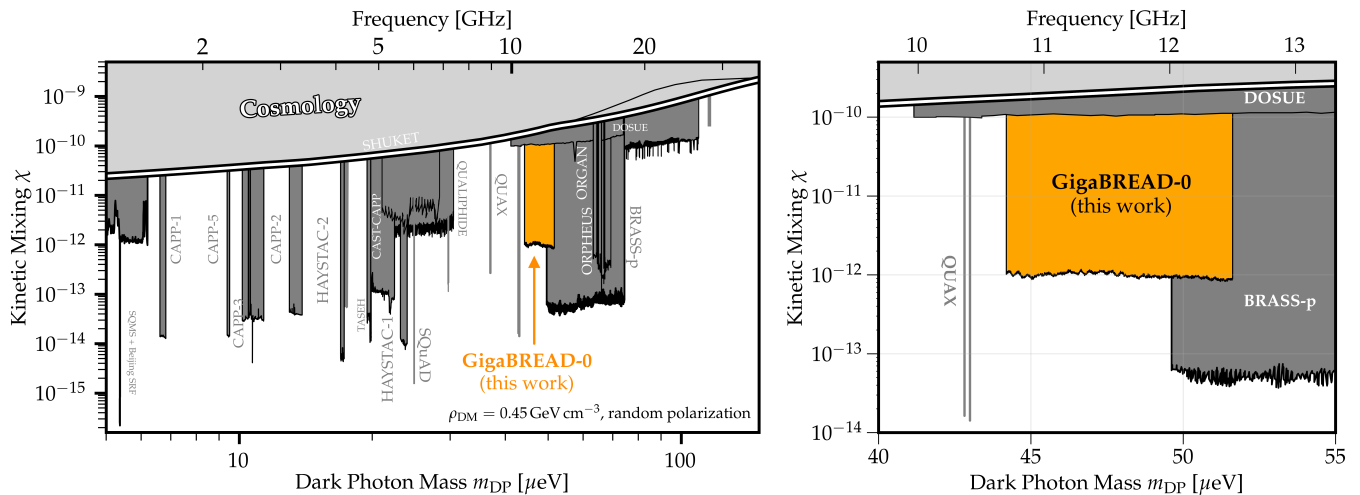 Frequency [GHz]
2
5
10
20
Kinetic Mixing χ
10⁻⁹
10⁻¹⁰
10⁻¹¹
10⁻¹²
10⁻¹³
10⁻¹⁴
10⁻¹⁵
Cosmology
SHUKET
DOSUE
SQMS + Beijing SRF
CAPP-1
CAPP-5
CAPP-3
CAPP-2
HAYSTAC-2
TASEH
CAST-CAPP
HAYSTAC-1
SQuAD
QUALIPHIDE
QUAX
ORPHEUS
ORGAN
BRASS-p
GigaBREAD-0
(this work)
ρDM = 0.45 GeV cm⁻³, random polarization
10
100
Dark Photon Mass mDP [μeV]
Frequency [GHz]
10
11
12
13
Kinetic Mixing χ
10⁻¹⁰
10⁻¹¹
10⁻¹²
10⁻¹³
10⁻¹⁴
DOSUE
GigaBREAD-0
(this work)
QUAX
BRASS-p
40
45
50
55
Dark Photon Mass mDP [μeV]